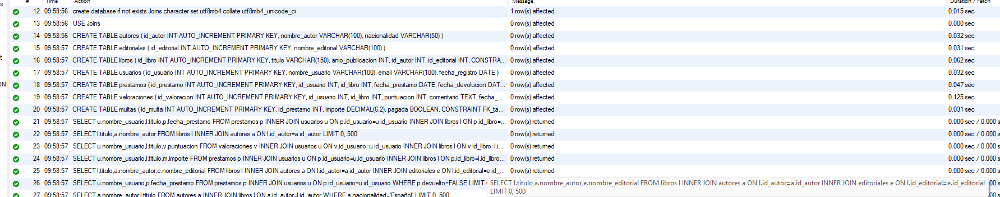 s # Time Action Message Duration / Fetch
12 09:58:56 create database if not exists Joins character set utf8mb4 collate utf8mb4_unicode_ci 1 row(s) affected 0.015 sec
13 09:58:56 USE Joins 0 row(s) affected 0.000 sec
14 09:58:56 CREATE TABLE autores ( id_autor INT AUTO_INCREMENT PRIMARY KEY, nombre_autor VARCHAR(100), nacionalidad VARCHAR(50) ) 0 row(s) affected 0.032 sec
15 09:58:57 CREATE TABLE editoriales ( id_editorial INT AUTO_INCREMENT PRIMARY KEY, nombre_editorial VARCHAR(100) ) 0 row(s) affected 0.031 sec
t 16 09:58:57 CREATE TABLE libros ( id_libro INT AUTO_INCREMENT PRIMARY KEY, titulo VARCHAR(150), anio_publicacion INT, id_autor INT, id_editorial INT, CONSTRA... 0 row(s) affected 0.062 sec
17 09:58:57 CREATE TABLE usuarios ( id_usuario INT AUTO_INCREMENT PRIMARY KEY, nombre_usuario VARCHAR(100), email VARCHAR(100), fecha_registro DATE ) 0 row(s) affected 0.032 sec
ON 18 09:58:57 CREATE TABLE prestamos ( id_prestamo INT AUTO_INCREMENT PRIMARY KEY, id_usuario INT, id_libro INT, fecha_prestamo DATE, fecha_devolucion DAT... 0 row(s) affected 0.047 sec
19 09:58:57 CREATE TABLE valoraciones ( id_valoracion INT AUTO_INCREMENT PRIMARY KEY, id_usuario INT, id_libro INT, puntuacion INT, comentario TEXT, fecha_... 0 row(s) affected 0.125 sec
20 09:58:57 CREATE TABLE multas ( id_multa INT AUTO_INCREMENT PRIMARY KEY, id_prestamo INT, importe DECIMAL(6,2), pagada BOOLEAN, CONSTRAINT FK_ta... 0 row(s) affected 0.031 sec
21 09:58:57 SELECT u.nombre_usuario,l.titulo,p.fecha_prestamo FROM prestamos p INNER JOIN usuarios u ON p.id_usuario=u.id_usuario INNER JOIN libros l ON p.id_libro=... 0 row(s) returned 0.000 sec / 0.000 s
22 09:58:57 SELECT l.titulo,a.nombre_autor FROM libros l INNER JOIN autores a ON l.id_autor=a.id_autor LIMIT 0, 500 0 row(s) returned 0.000 sec / 0.000 s
23 09:58:57 SELECT u.nombre_usuario,l.titulo,v.puntuacion FROM valoraciones v INNER JOIN usuarios u ON v.id_usuario=u.id_usuario INNER JOIN libros l ON v.id_libro=l.i... 0 row(s) returned 0.000 sec / 0.000 s
24 09:58:57 SELECT u.nombre_usuario,l.titulo,m.importe FROM prestamos p INNER JOIN usuarios u ON p.id_usuario=u.id_usuario INNER JOIN libros l ON p.id_libro=l.id_libro... 0 row(s) returned 0.000 sec / 0.000 s
25 09:58:57 SELECT l.titulo,a.nombre_autor,e.nombre_editorial FROM libros l INNER JOIN autores a ON l.id_autor=a.id_autor INNER JOIN editoriales e ON l.id_editorial=e.id_... 0 row(s) returned 0.000 sec / 0.000 s
26 09:58:57 SELECT u.nombre_usuario,p.fecha_prestamo FROM prestamos p INNER JOIN usuarios u ON p.id_usuario=u.id_usuario WHERE p.devuelto=FALSE LIMIT 00 s
SELECT l.titulo,a.nombre_autor,e.nombre_editorial FROM libros l INNER JOIN autores a ON l.id_autor=a.id_autor INNER JOIN editoriales e ON l.id_editorial=e.id_editorial
LIMIT 0, 500
27 09:58:57 SELECT a.nombre_autor,l.titulo FROM autores a INNER JOIN libros l ON a.id_autor=l.id_autor WHERE a.nacionalidad='Español' LIMIT 0, 500 00 s